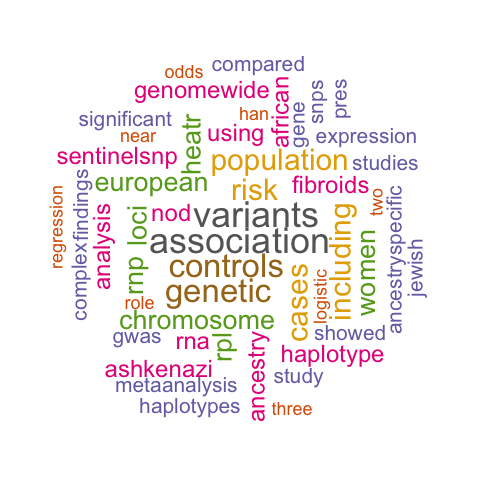 compared
odds
genomewide
african
snps
pres
han
gene
significant
heatr
near
using
expression
sentinelsnp
population
studies
european
risk
fibroids
regression
complexfindings
analysis
loci
nod
variants
two
ancestryspecific
jewish
association
including
women
rnp
controls
cases
logistic
genetic
role
chromosome
showed
gwas
rna
rpl
ancestry
haplotype
ashkenazi
study
metaanalysis
haplotypes
three